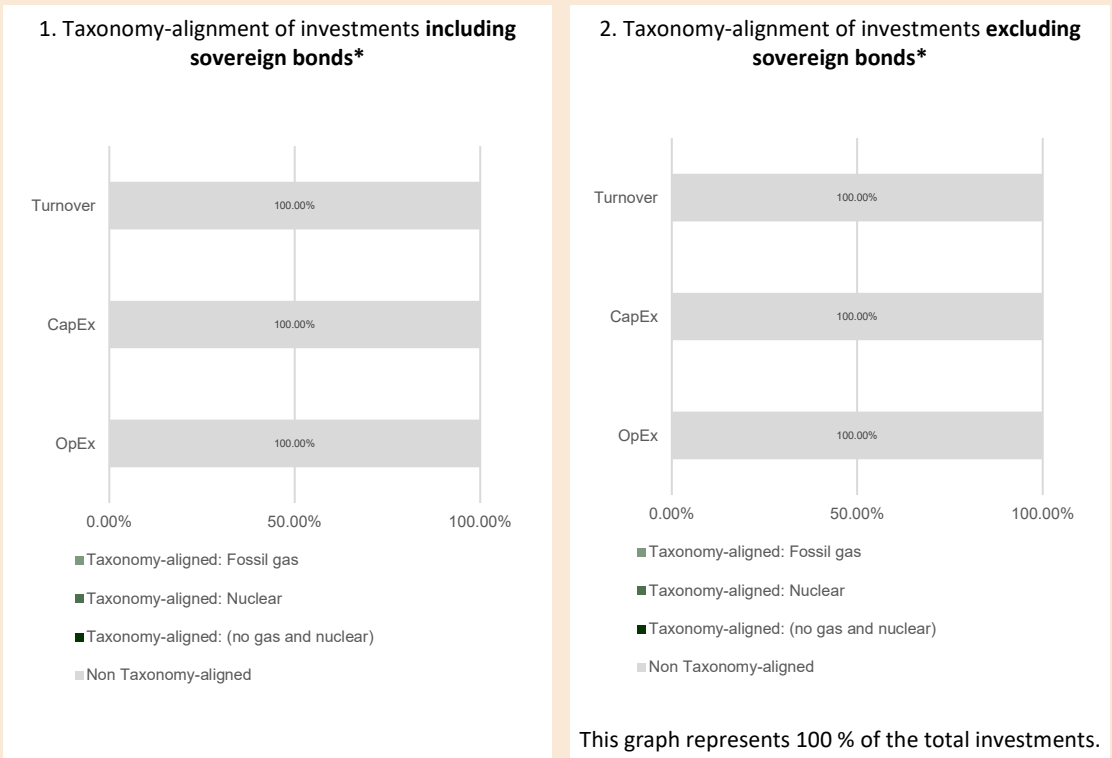 1. Taxonomy-alignment of investments including
sovereign bonds*
Turnover
100.00%
CapEx
100.00%
OpEx
100.00%
0.00% 50.00% 100.00%
Taxonomy-aligned: Fossil gas
Taxonomy-aligned: Nuclear
Taxonomy-aligned: (no gas and nuclear)
Non Taxonomy-aligned
2. Taxonomy-alignment of investments excluding
sovereign bonds*
Turnover
100.00%
CapEx
100.00%
OpEx
100.00%
0.00% 50.00% 100.00%
Taxonomy-aligned: Fossil gas
Taxonomy-aligned: Nuclear
Taxonomy-aligned: (no gas and nuclear)
Non Taxonomy-aligned
This graph represents 100 % of the total investments.